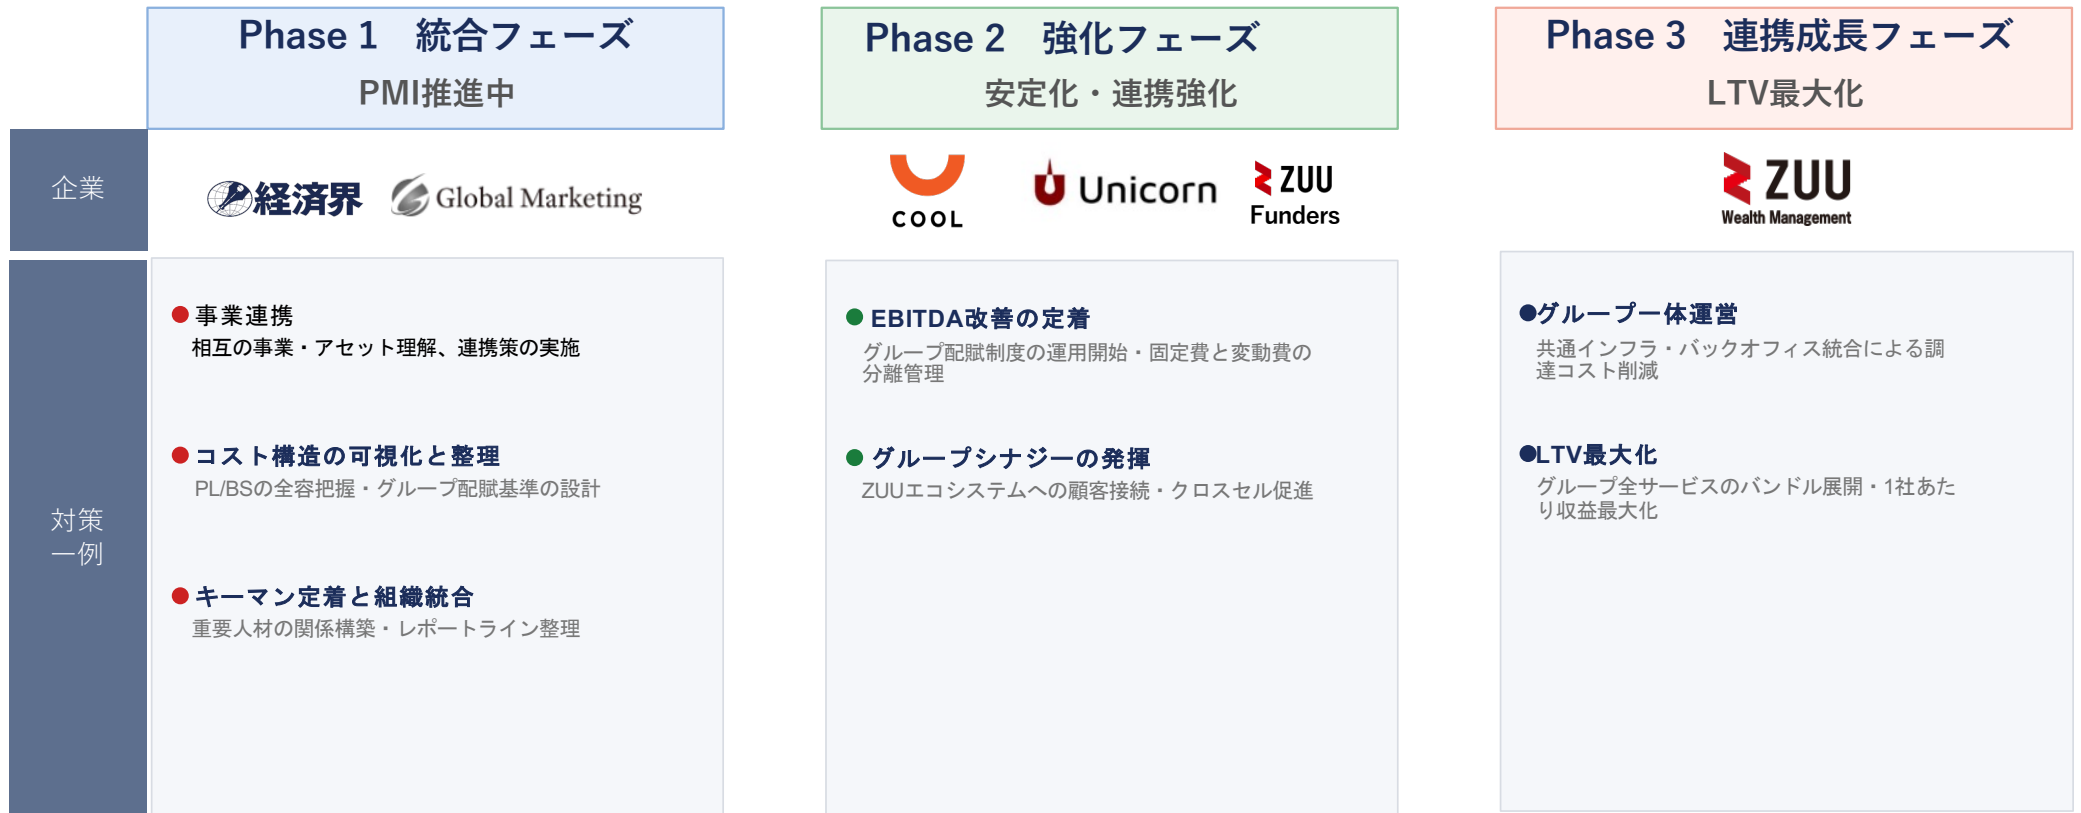 Phase 1　統合フェーズ
PMI推進中
Phase 2　強化フェーズ
安定化・連携強化
Phase 3　連携成長フェーズ
LTV最大化
企業
経済界
Global Marketing
COOL
Unicorn
ZUU
Funders
ZUU
Wealth Management
対策
一例
● 事業連携
相互の事業・アセット理解、連携策の実施
● コスト構造の可視化と整理
PL/BSの全容把握・グループ配賦基準の設計
● キーマン定着と組織統合
重要人材の関係構築・レポートライン整理
● EBITDA改善の定着
グループ配賦制度の運用開始・固定費と変動費の
分離管理
● グループシナジーの発揮
ZUUエコシステムへの顧客接続・クロスセル促進
●グループ一体運営
共通インフラ・バックオフィス統合による調
達コスト削減
●LTV最大化
グループ全サービスのバンドル展開・1社あた
り収益最大化